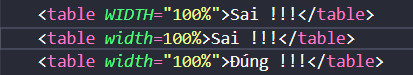 <table WIDTH="100%">Sai !!!</table>
<table width=100%>Sai !!!</table>
<table width="100%">Đúng !!!</table>